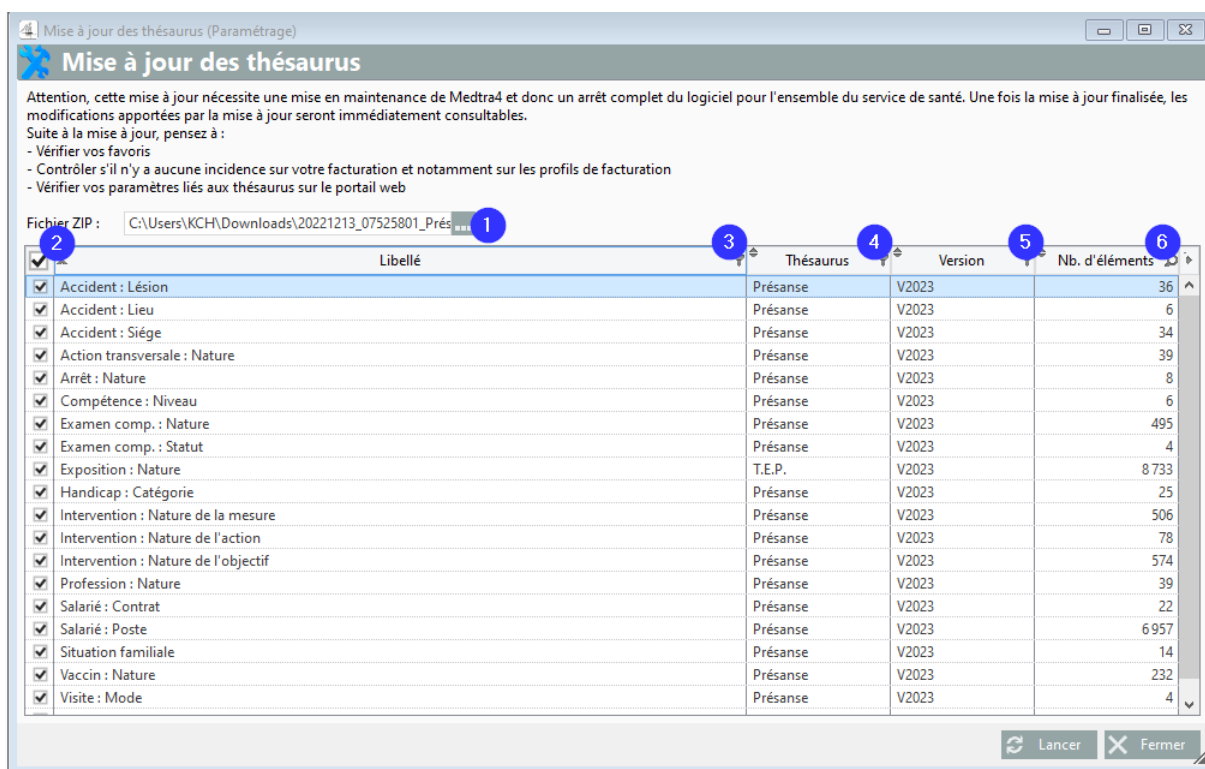 Mise à jour des thésaurus (Paramétrage)
Mise à jour des thésaurus
Attention, cette mise à jour nécessite une mise en maintenance de Medtra4 et donc un arrêt complet du logiciel pour l'ensemble du service de santé. Une fois la mise à jour finalisée, les
modifications apportées par la mise à jour seront immédiatement consultables.
Suite à la mise à jour, pensez à :
- Vérifier vos favoris
- Contrôler s'il n'y a aucune incidence sur votre facturation et notamment sur les profils de facturation
- Vérifier vos paramètres liés aux thésaurus sur le portail web
Fichier ZIP : C:\Users\KCH\Downloads\20221213_07525801_Prés ... 1
2 3 4 5 6
Libellé Thésaurus Version Nb. d'éléments
Accident : Lésion Présanse V2023 36
Accident : Lieu Présanse V2023 6
Accident : Siége Présanse V2023 34
Action transversale : Nature Présanse V2023 39
Arrêt : Nature Présanse V2023 8
Compétence : Niveau Présanse V2023 6
Examen comp. : Nature Présanse V2023 495
Examen comp. : Statut Présanse V2023 4
Exposition : Nature T.E.P. V2023 8 733
Handicap : Catégorie Présanse V2023 25
Intervention : Nature de la mesure Présanse V2023 506
Intervention : Nature de l'action Présanse V2023 78
Intervention : Nature de l'objectif Présanse V2023 574
Profession : Nature Présanse V2023 39
Salarié : Contrat Présanse V2023 22
Salarié : Poste Présanse V2023 6 957
Situation familiale Présanse V2023 14
Vaccin : Nature Présanse V2023 232
Visite : Mode Présanse V2023 4
Lancer Fermer